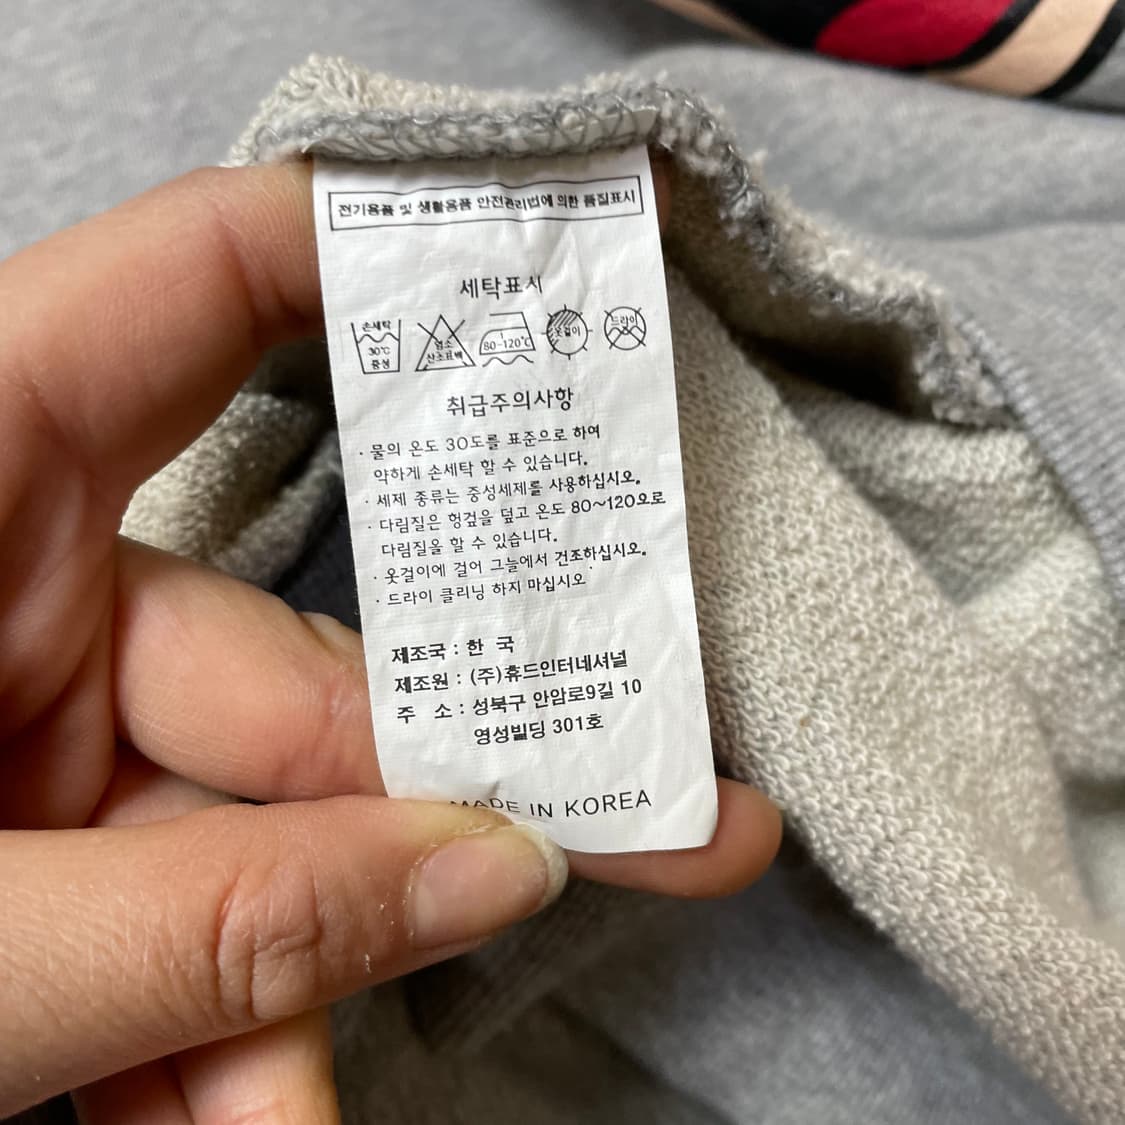 전기용품 및 생활용품 안전관리법에 의한 품질표시
세탁표시
손세탁
30℃
중성
염소
산소표백
80-120℃
옷걸이
드라이
취급주의사항
· 물의 온도 30도를 표준으로 하여
약하게 손세탁 할 수 있습니다.
· 세제 종류는 중성세제를 사용하십시오.
· 다림질은 헝겊을 덮고 온도 80~120으로
다림질을 할 수 있습니다.
· 옷걸이에 걸어 그늘에서 건조하십시오.
· 드라이 클리닝 하지 마십시오
제조국 : 한 국
제조원 : (주)휴드인터네셔널
주 소 : 성북구 안암로9길 10
영성빌딩 301호
MADE IN KOREA